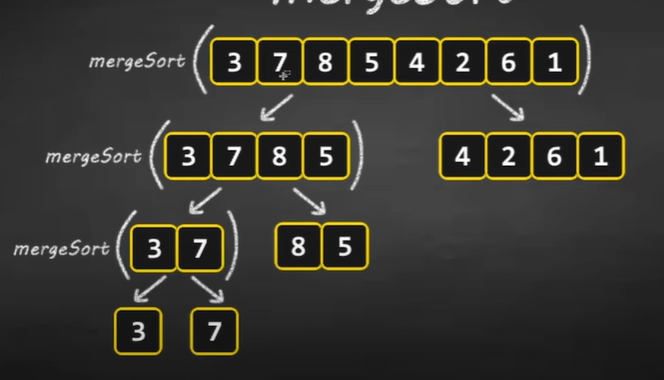 mergeSort
mergeSort ( 3 7 8 5 4 2 6 1 )
mergeSort ( 3 7 8 5 ) 4 2 6 1
mergeSort ( 3 7 ) 8 5
3 7